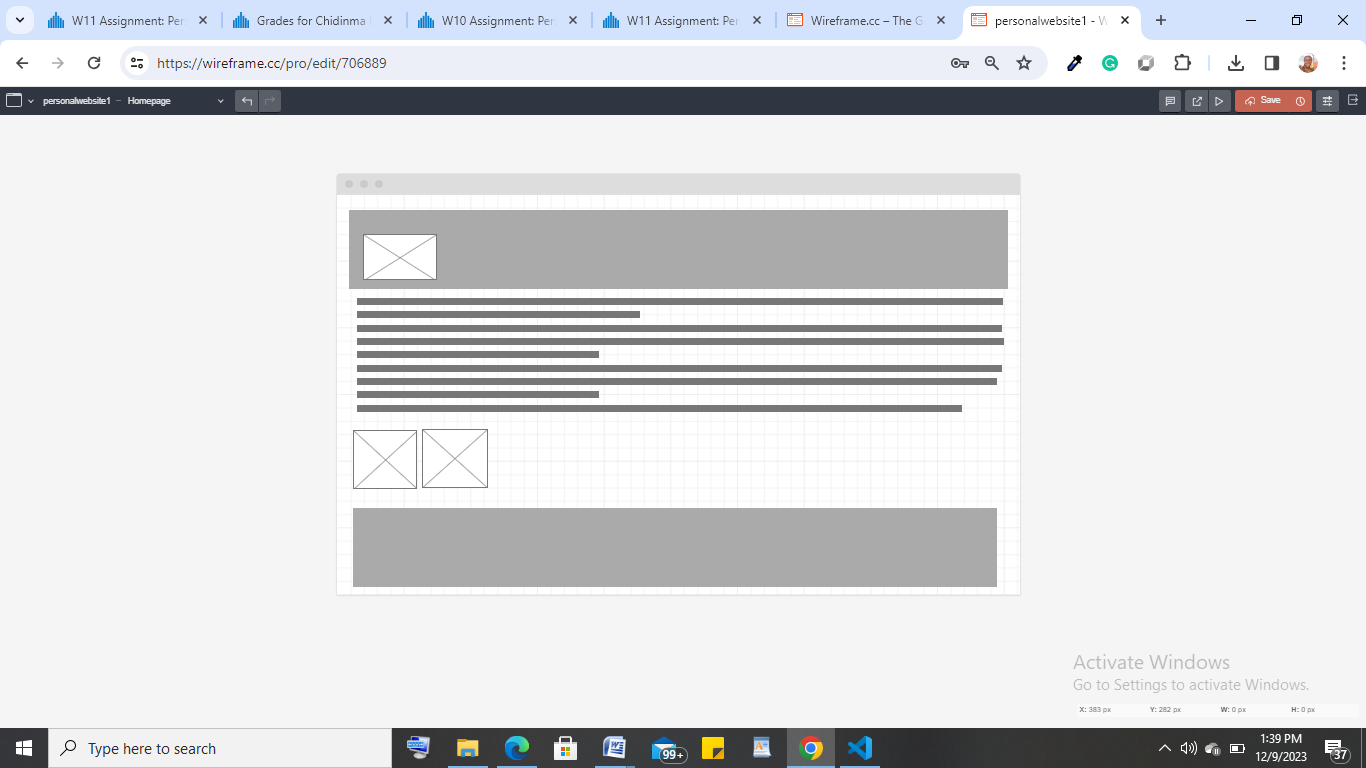 W11 Assignment: Per
Grades for Chidinma
W10 Assignment: Per
W11 Assignment: Per
Wireframe.cc – The G
personalwebsite1 - W
https://wireframe.cc/pro/edit/706889
personalwebsite1 – Homepage
Save
Activate Windows
Go to Settings to activate Windows.
X: 383 px Y: 282 px W: 0 px H: 0 px
Type here to search
99+
1:39 PM
12/9/2023
37